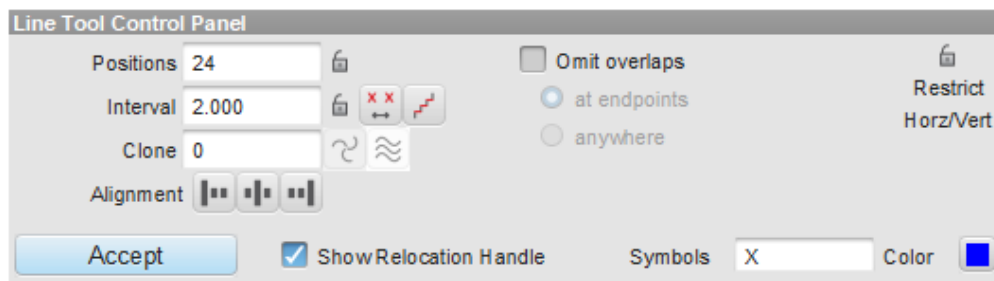 Line Tool Control Panel
Positions 24
Interval 2.000
Clone 0
Alignment
Omit overlaps
at endpoints
anywhere
Restrict
Horz/Vert
Accept
Show Relocation Handle
Symbols X
Color